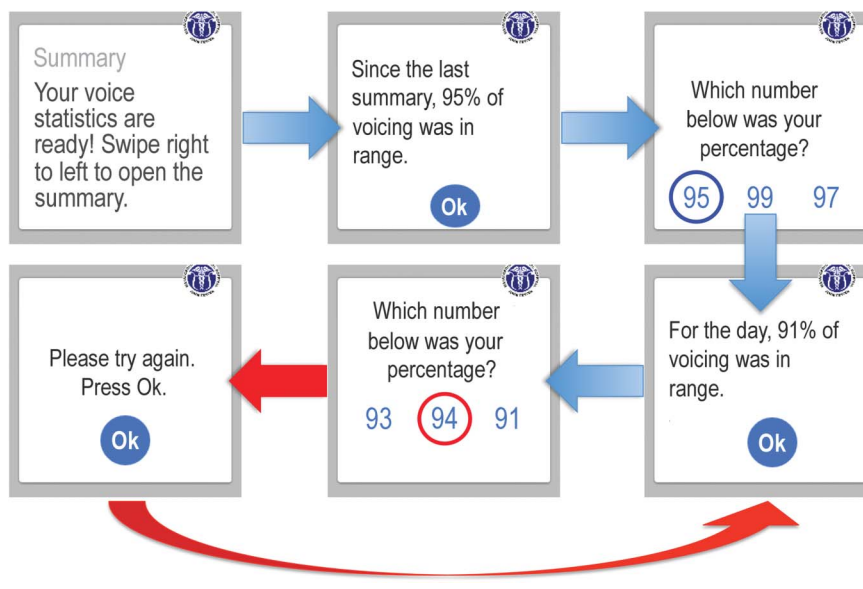 Summary
Your voice
statistics are
ready! Swipe right
to left to open the
summary.
Since the last
summary, 95% of
voicing was in
range.
Ok
Which number
below was your
percentage?
95 99 97
For the day, 91% of
voicing was in
range.
Ok
Which number
below was your
percentage?
93 94 91
Please try again.
Press Ok.
Ok